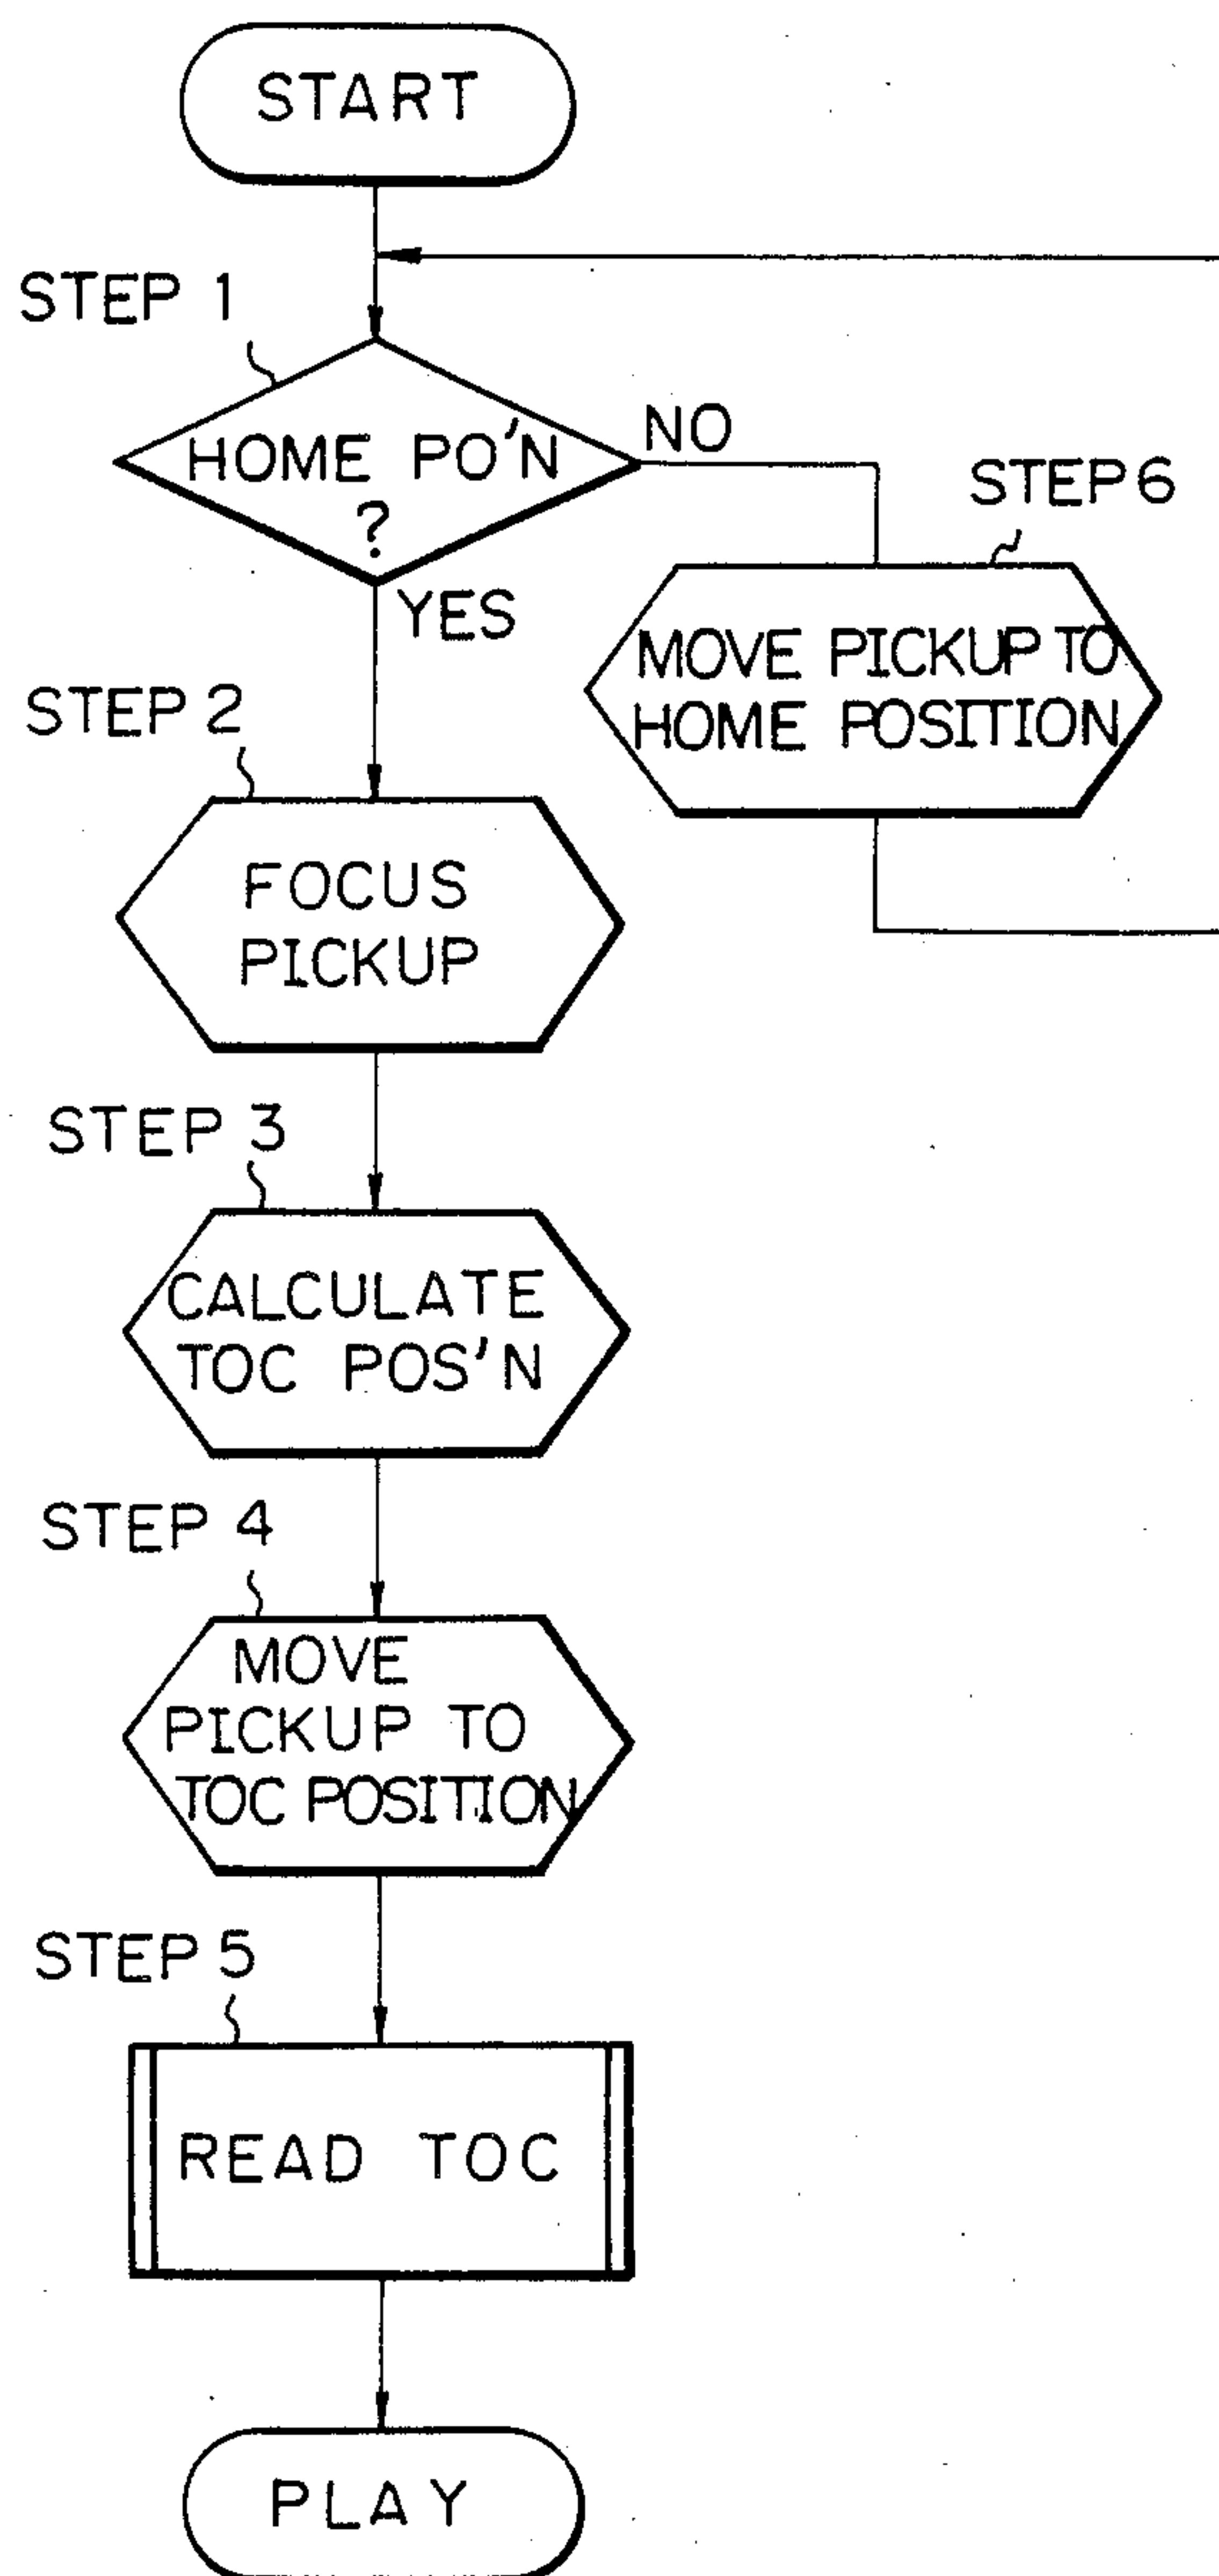 START
STEP 1
HOME PO'N
?
NO
YES
STEP 6
MOVE PICKUP TO
HOME POSITION
STEP 2
FOCUS
PICKUP
STEP 3
CALCULATE
TOC POS'N
STEP 4
MOVE
PICKUP TO
TOC POSITION
STEP 5
READ TOC
PLAY